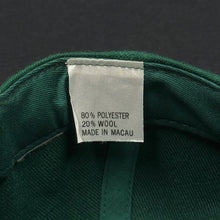 80% POLYESTER
20% WOOL
MADE IN MACAU